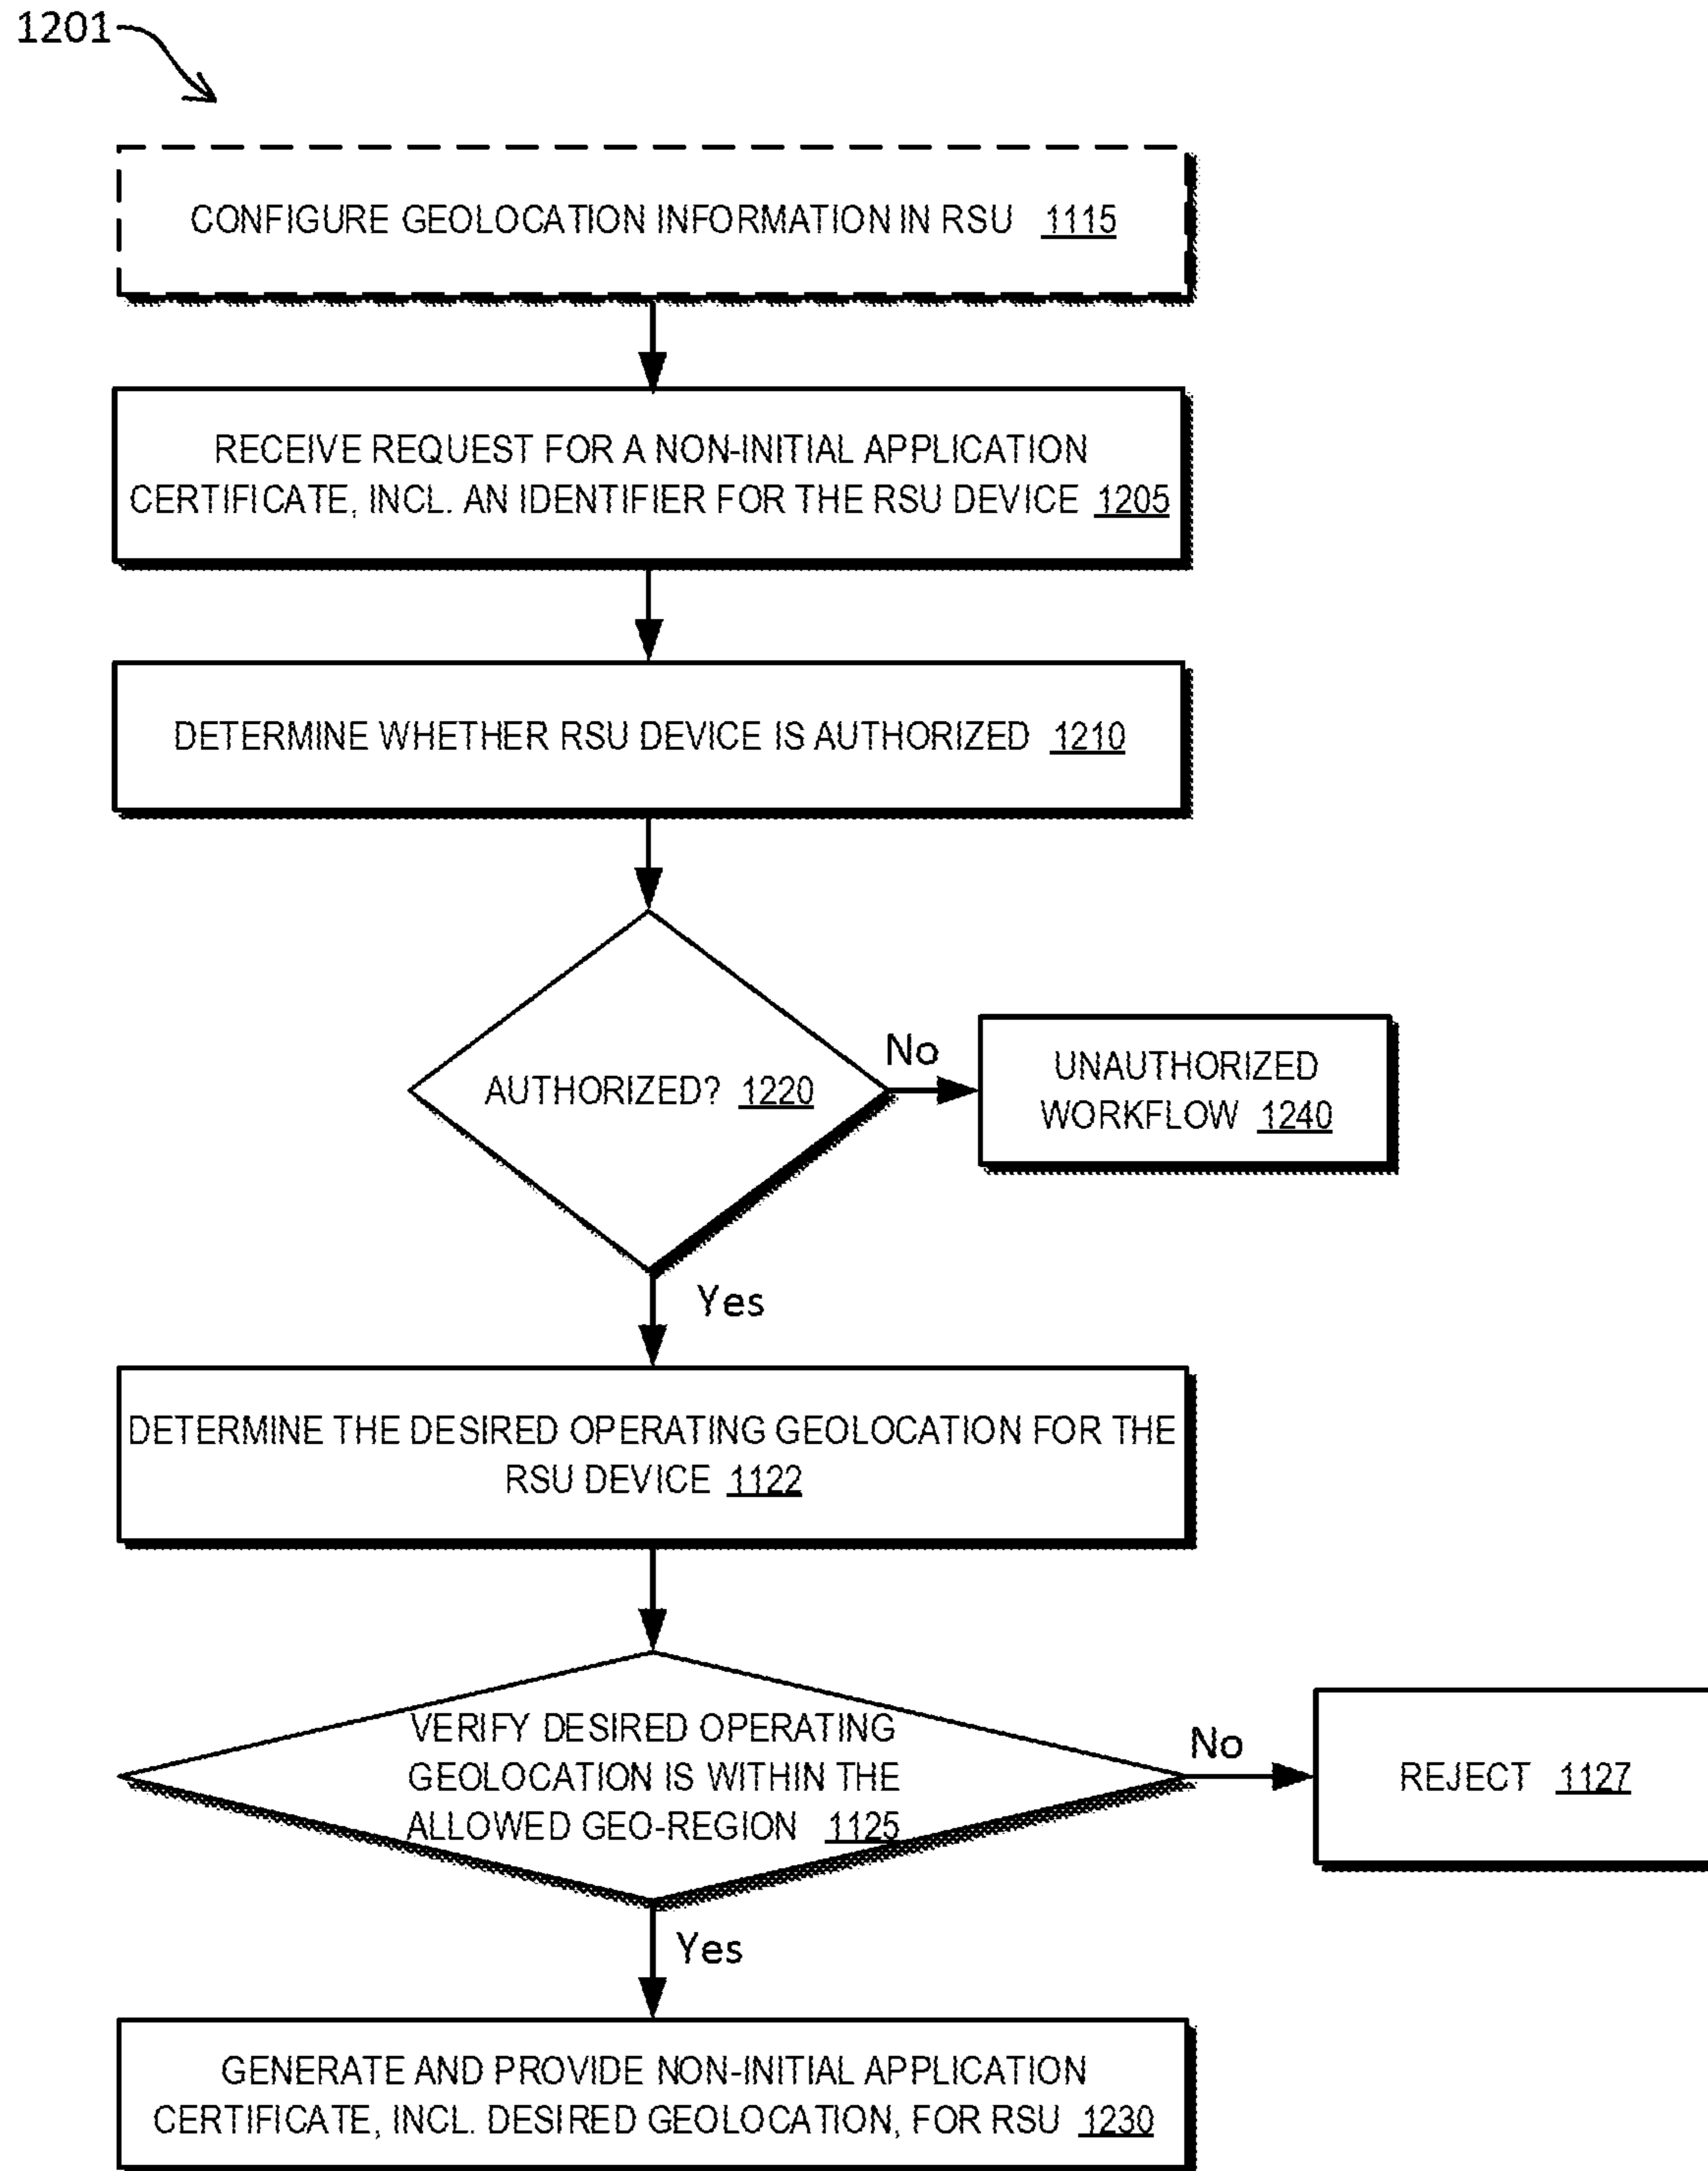 1201
CONFIGURE GEOLOCATION INFORMATION IN RSU 1115
RECEIVE REQUEST FOR A NON-INITIAL APPLICATION
CERTIFICATE, INCL. AN IDENTIFIER FOR THE RSU DEVICE 1205
DETERMINE WHETHER RSU DEVICE IS AUTHORIZED 1210
AUTHORIZED? 1220
No
UNAUTHORIZED
WORKFLOW 1240
Yes
DETERMINE THE DESIRED OPERATING GEOLOCATION FOR THE
RSU DEVICE 1122
VERIFY DESIRED OPERATING
GEOLOCATION IS WITHIN THE
ALLOWED GEO-REGION 1125
No
REJECT 1127
Yes
GENERATE AND PROVIDE NON-INITIAL APPLICATION
CERTIFICATE, INCL. DESIRED GEOLOCATION, FOR RSU 1230